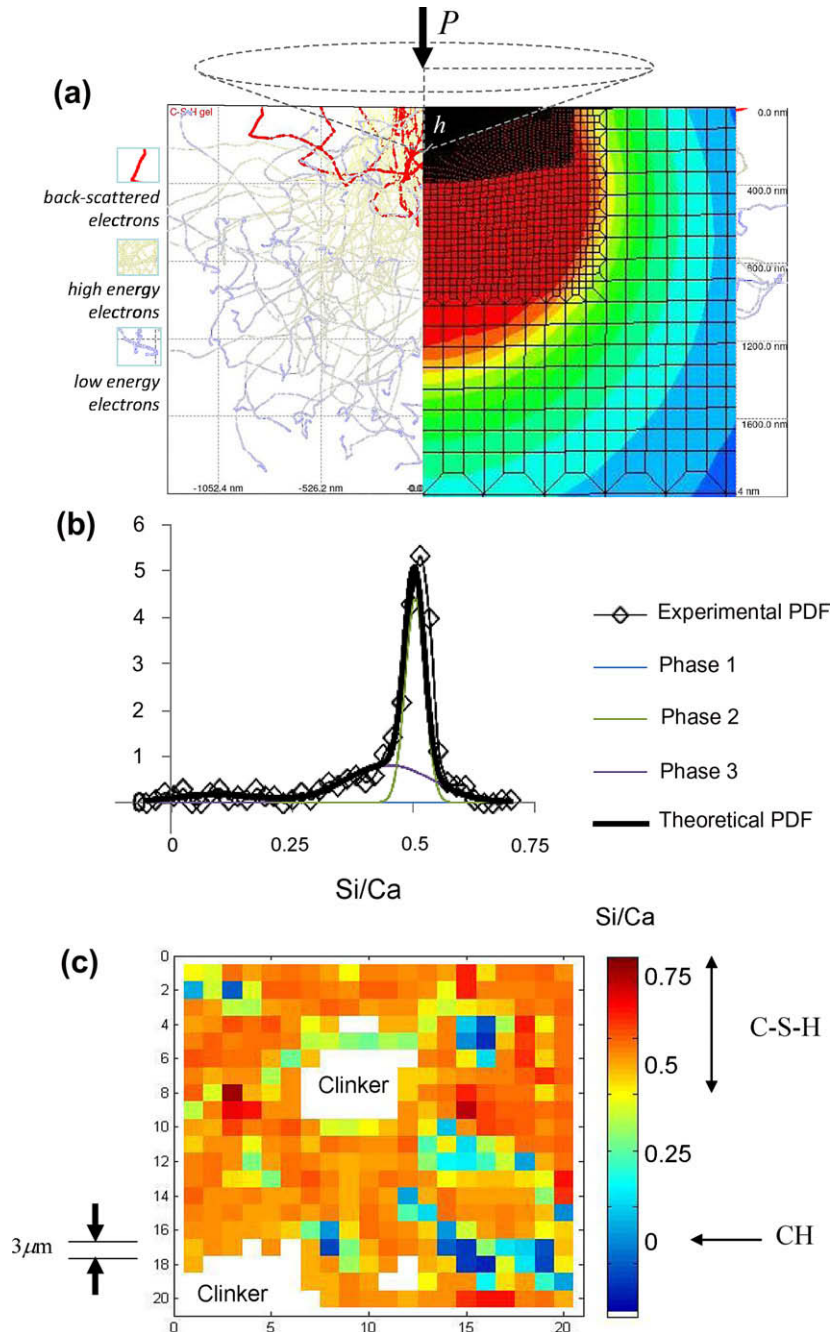 P
(a)
C-S-H gel
h
0.0 nm
back-scattered
electrons
400.0 nm
high energy
electrons
800.0 nm
low energy
electrons
1200.0 nm
1600.0 nm
-1052.4 nm
-526.2 nm
4 nm
(b)
6
5
4
3
2
1
0
0.25
0.5
0.75
Si/Ca
Experimental PDF
Phase 1
Phase 2
Phase 3
Theoretical PDF
(c)
Si/Ca
0
2
4
6
8
10
12
14
16
18
20
0
5
10
15
20
Clinker
Clinker
3μm
0.75
0.5
0.25
0
C-S-H
CH